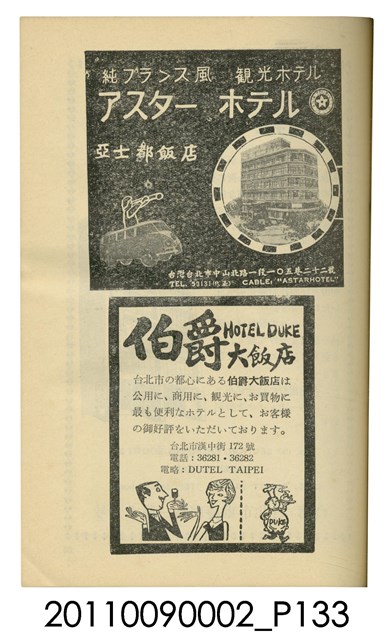 純フランス風 観光ホテル
アスター ホテル
亞士都飯店
台灣台北市中山北路一段一〇五巷二十二號
CABLE: "ASTARHOTEL"
伯爵 HOTEL DUKE
大飯店
台北市の都心にある伯爵大飯店は
公用に、商用に、観光に、お買物に
最も便利なホテルとして、お客様
の御好評をいただいております。
台北市漢中街 172 號
電話：36281・36282
電略：DUTEL TAIPEI
DUKE
20110090002_P133